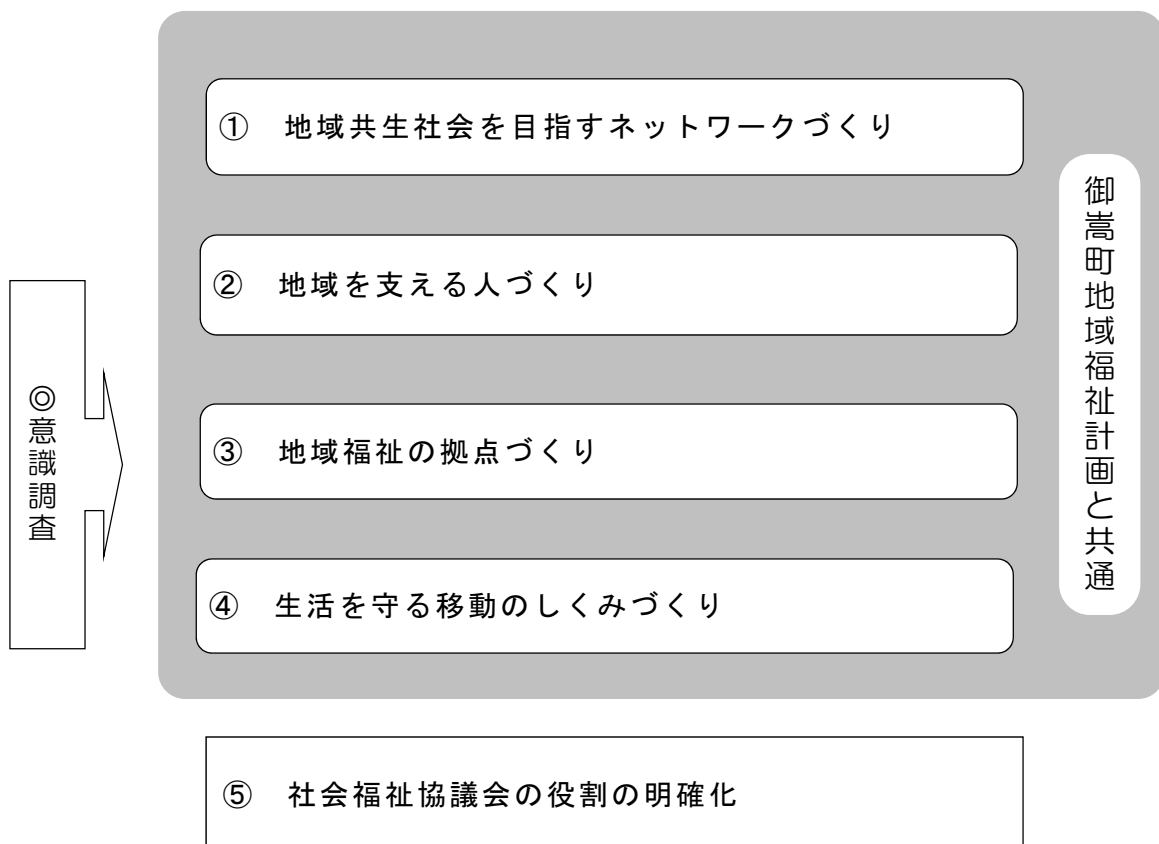 ① 地域共生社会を目指すネットワークづくり
② 地域を支える人づくり
③ 地域福祉の拠点づくり
④ 生活を守る移動のしくみづくり
御嵩町地域福祉計画と共通
◎意識調査
⑤ 社会福祉協議会の役割の明確化